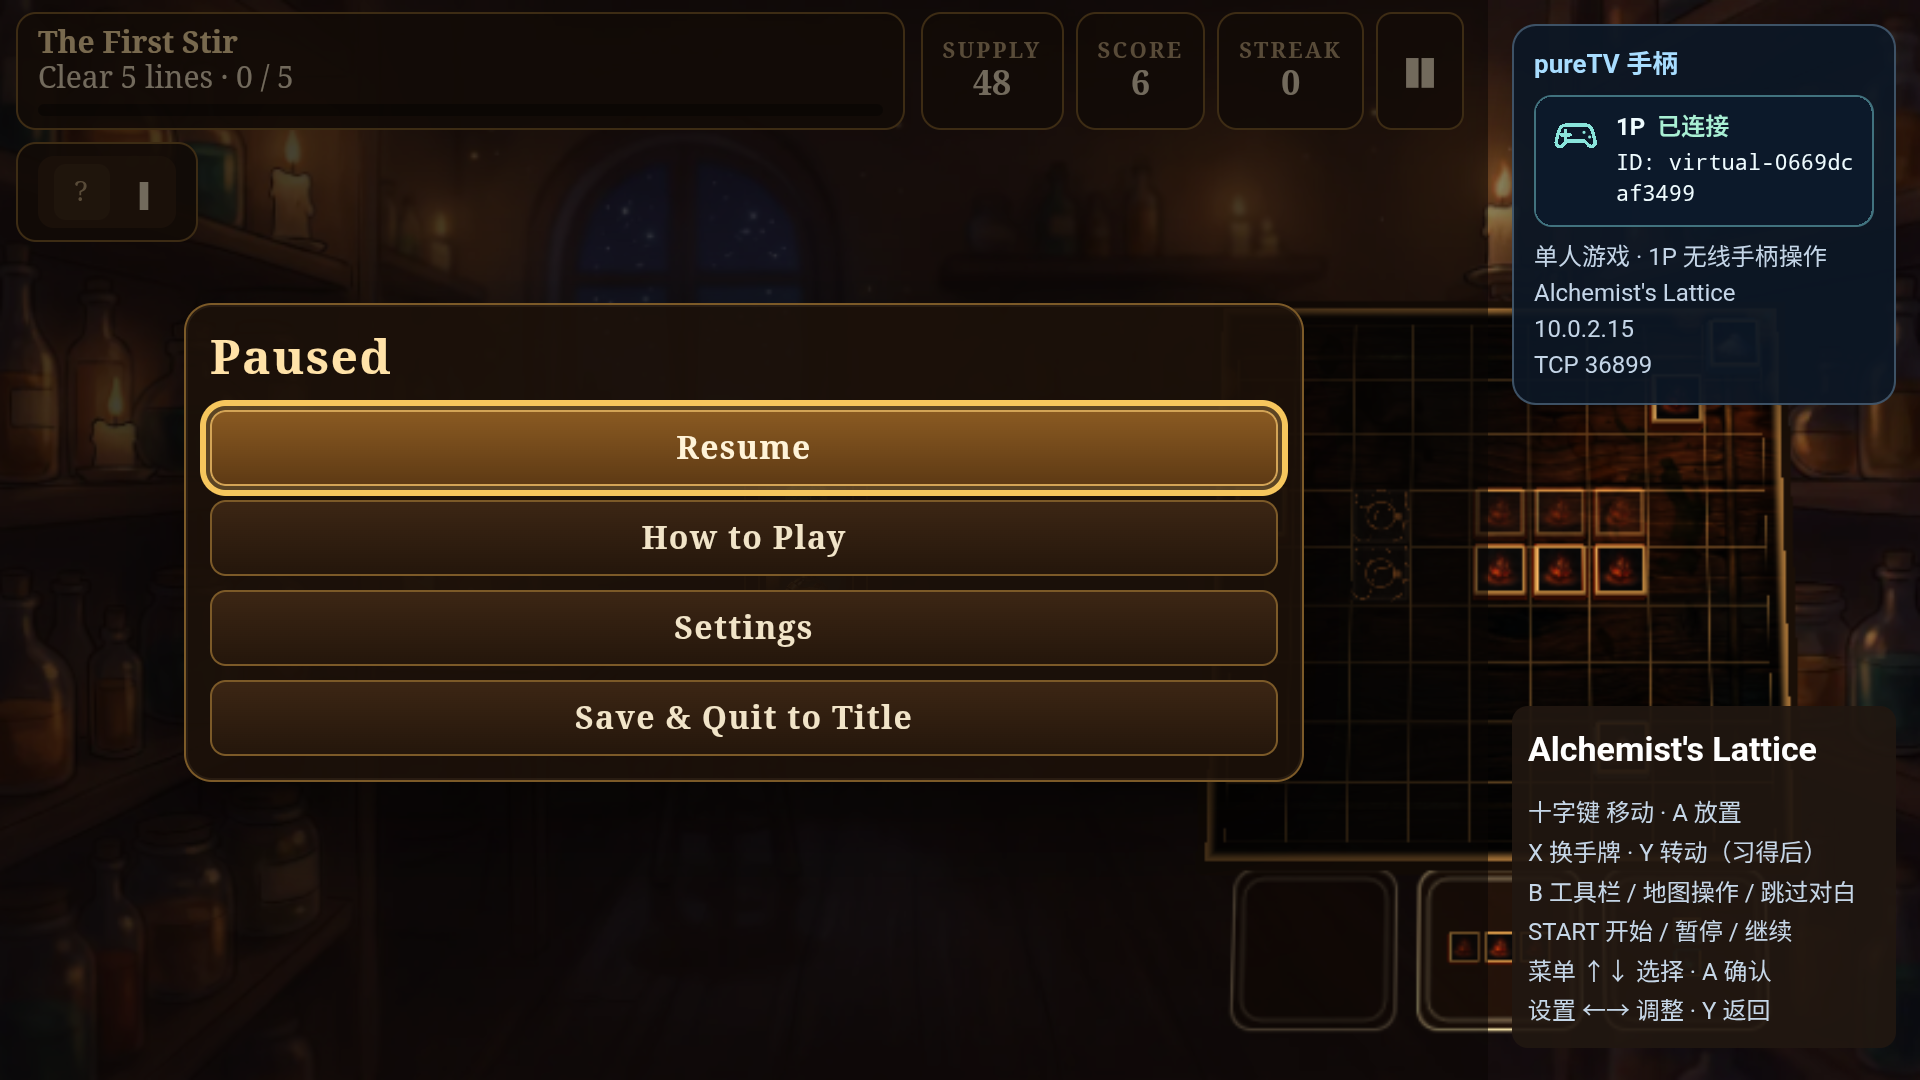 The First Stir
Clear 5 lines · 0 / 5
SUPPLY
48
SCORE
6
STREAK
0
?
Paused
Resume
How to Play
Settings
Save & Quit to Title
pureTV 手柄
1P 已连接
ID: virtual-0669dc
af3499
单人游戏 · 1P 无线手柄操作
Alchemist's Lattice
10.0.2.15
TCP 36899
Alchemist's Lattice
十字键 移动 · A 放置
X 换手牌 · Y 转动（习得后）
B 工具栏 / 地图操作 / 跳过对白
START 开始 / 暂停 / 继续
菜单 ↑↓ 选择 · A 确认
设置 ←→ 调整 · Y 返回